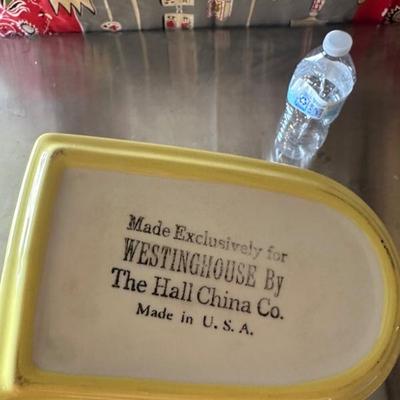 Made Exclusively for
WESTINGHOUSE By
The Hall China Co.
Made in U. S. A.